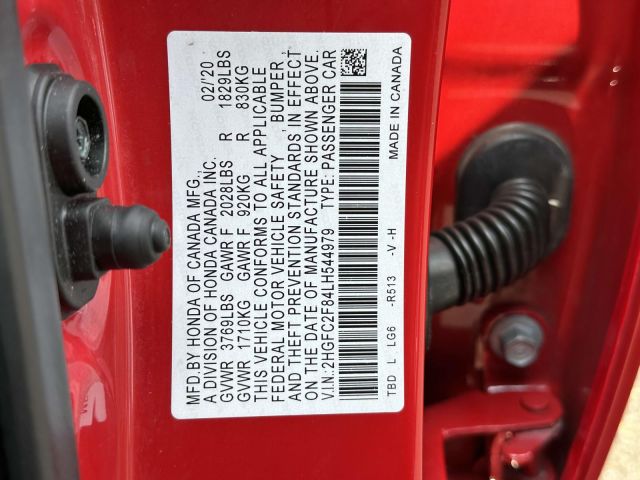 MFD.BY HONDA OF CANADA MFG., 02/20
A DIVISION OF HONDA CANADA INC.
GVWR 3769LBS GAWR F 2028LBS R 1829LBS
GVWR 1710KG GAWR F 920KG R 830KG
THIS VEHICLE CONFORMS TO ALL APPLICABLE
FEDERAL MOTOR VEHICLE SAFETY , BUMPER
AND THEFT PREVENTION STANDARDS IN EFFECT
ON THE DATE OF MANUFACTURE SHOWN ABOVE.
V.I.N.:2HGFC2F84LH544979 TYPE: PASSENGER CAR
TBD L LG6 -R513 -V-H MADE IN CANADA